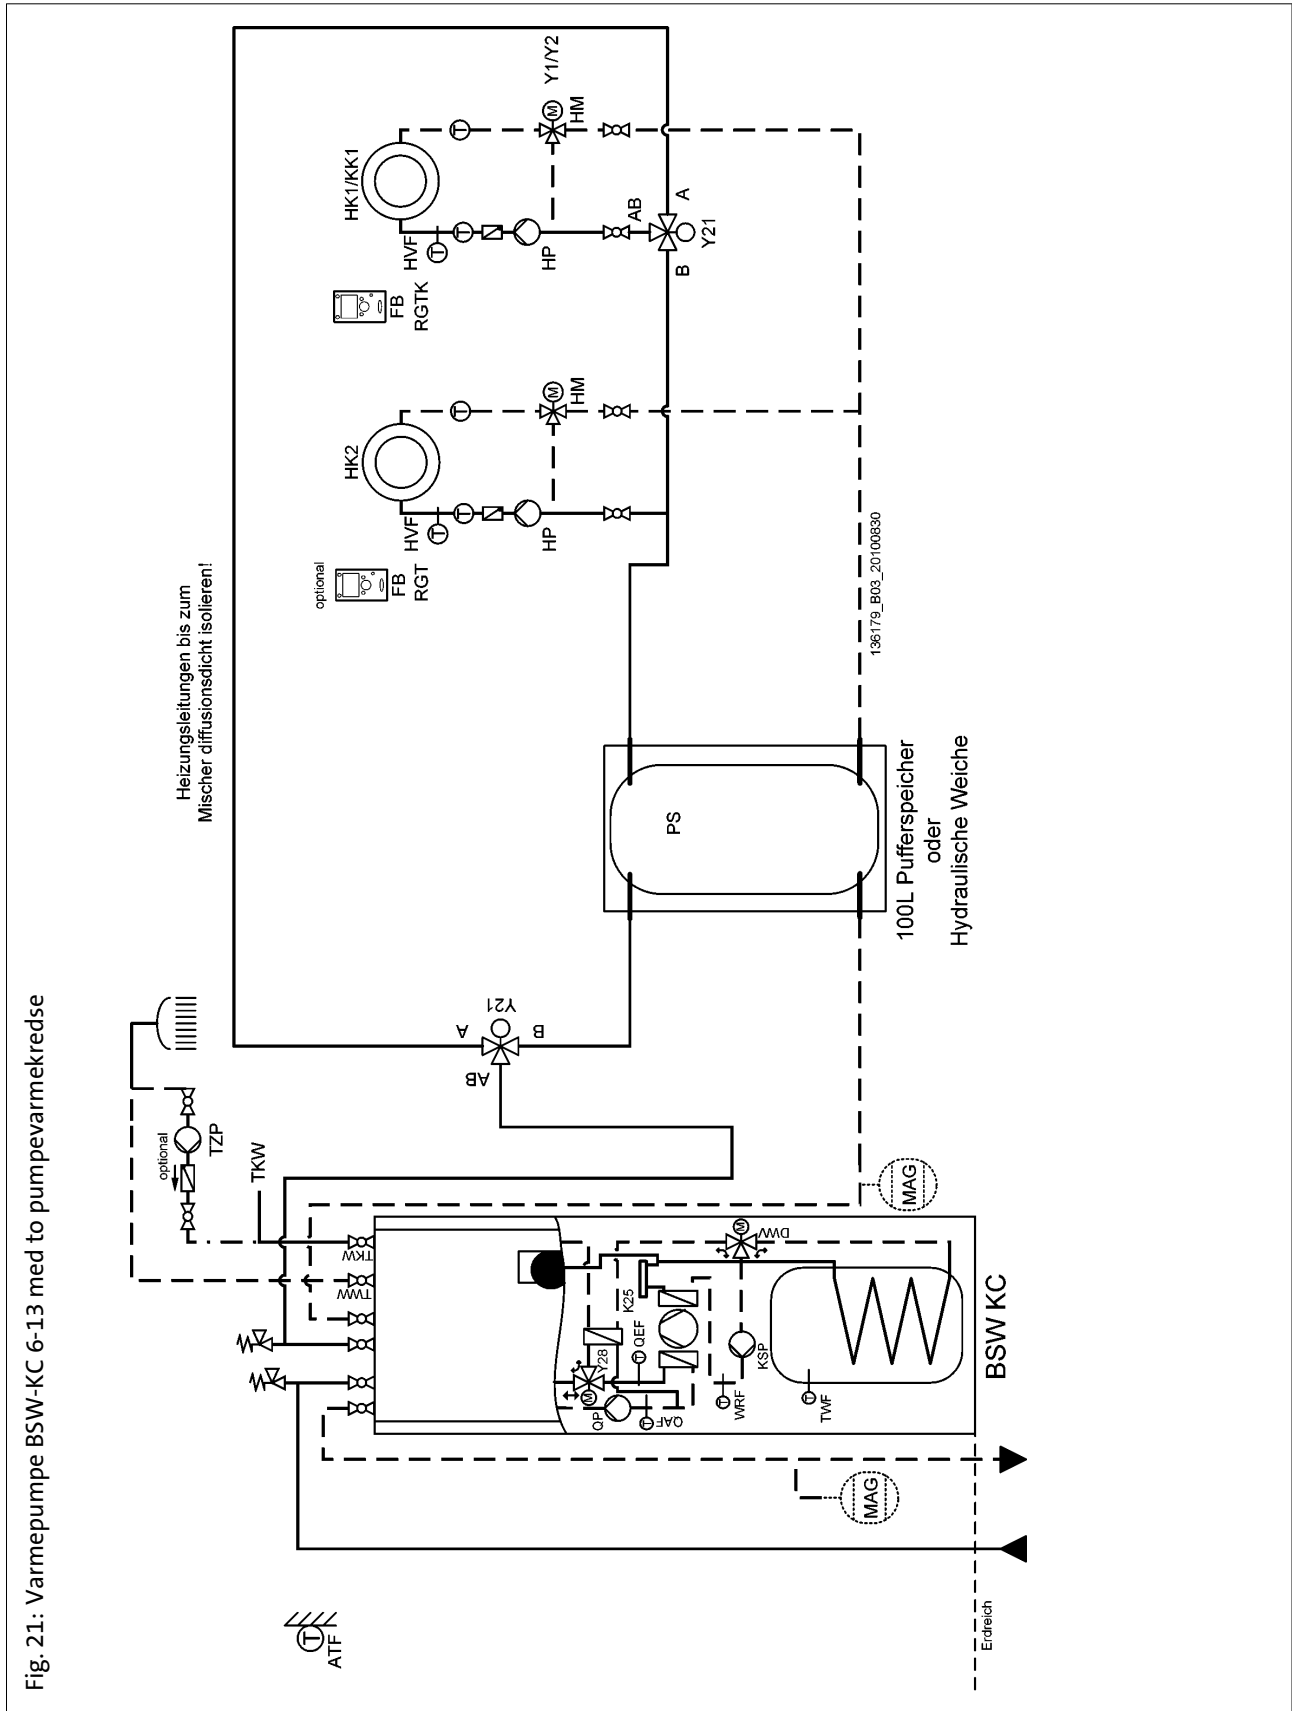 Fig. 21: Varmepumpe BSW-KC 6-13 med to pumpevarmekredse
Heizungsleitungen bis zum
Mischer diffusionsdicht isolieren!
optional
TZP
TKW
TKW
TWW
A
Y21
B
AB
optional
FB
RGT
HK2
HVF
HP
M
HM
FB
RGTK
HK1/KK1
HVF
HP
M
HM
Y1/Y2
AB
A
B
Y21
T
T
T
T
T
T
PS
100L Pufferspeicher
oder
Hydraulische Weiche
136179_B03_20100830
MAG
MAG
K25
QEF
T
Y28
M
QP
QAF
T
WRF
T
KSP
DWV
M
TWF
T
BSW KC
ATF
T
Erdreich